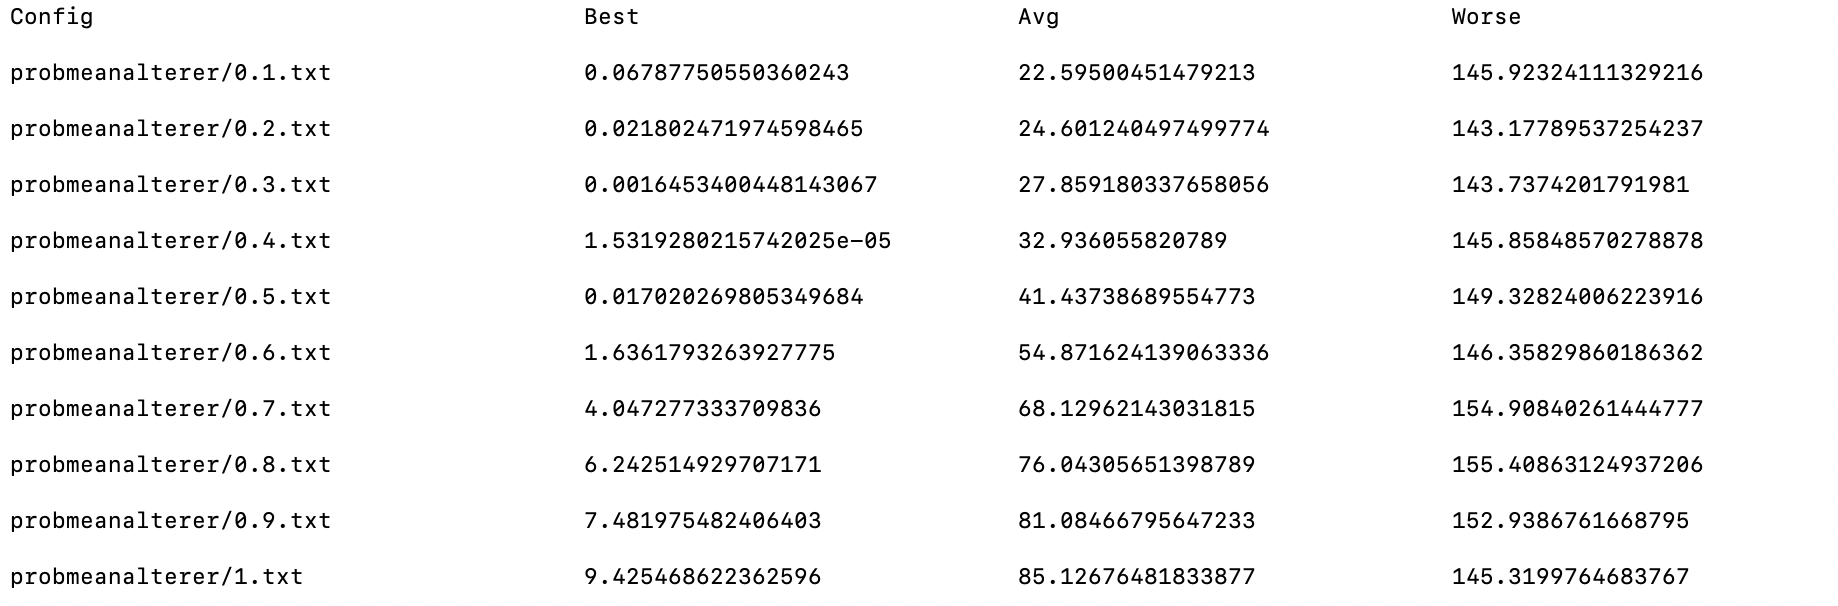 Config Best Avg Worse
probmeanalterer/0.1.txt 0.06787750550360243 22.59500451479213 145.92324111329216
probmeanalterer/0.2.txt 0.021802471974598465 24.601240497499774 143.17789537254237
probmeanalterer/0.3.txt 0.0016453400448143067 27.859180337658056 143.7374201791981
probmeanalterer/0.4.txt 1.5319280215742025e-05 32.936055820789 145.85848570278878
probmeanalterer/0.5.txt 0.017020269805349684 41.43738689554773 149.32824006223916
probmeanalterer/0.6.txt 1.6361793263927775 54.871624139063336 146.35829860186362
probmeanalterer/0.7.txt 4.047277333709836 68.12962143031815 154.90840261444777
probmeanalterer/0.8.txt 6.242514929707171 76.04305651398789 155.40863124937206
probmeanalterer/0.9.txt 7.481975482406403 81.08466795647233 152.9386761668795
probmeanalterer/1.txt 9.425468622362596 85.12676481833877 145.3199764683767